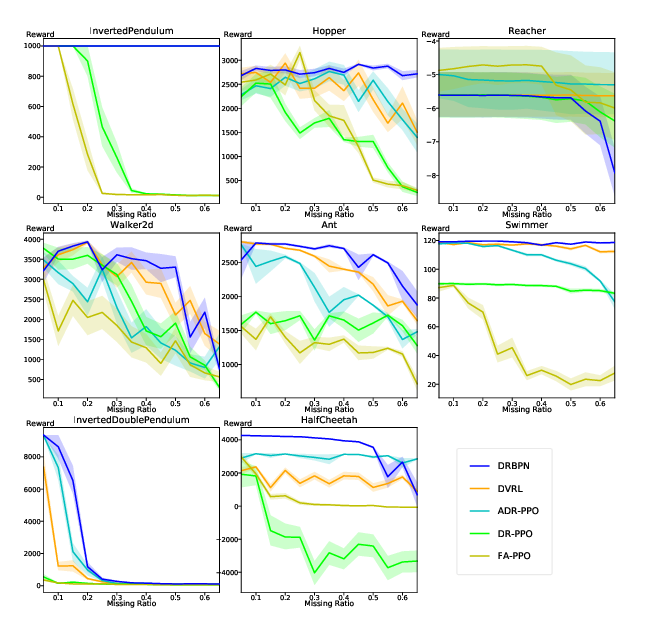 InvertedPendulum
Hopper
Reacher
Reward
Reward
Reward
1000
800
600
400
200
0
0.1 0.2 0.3 0.4 0.5 0.6
Missing Ratio
3000
2500
2000
1500
1000
500
0.1 0.2 0.3 0.4 0.5 0.6
Missing Ratio
−4
−5
−6
−7
−8
0.1 0.2 0.3 0.4 0.5 0.6
Missing Ratio
Walker2d
Ant
Swimmer
Reward
Reward
Reward
4000
3500
3000
2500
2000
1500
1000
500
0.1 0.2 0.3 0.4 0.5 0.6
Missing Ratio
2500
2000
1500
1000
0.1 0.2 0.3 0.4 0.5 0.6
Missing Ratio
120
100
80
60
40
20
0.1 0.2 0.3 0.4 0.5 0.6
Missing Ratio
InvertedDoublePendulum
HalfCheetah
Reward
Reward
8000
6000
4000
2000
0
0.1 0.2 0.3 0.4 0.5 0.6
Missing Ratio
4000
2000
0
−2000
−4000
0.1 0.2 0.3 0.4 0.5 0.6
Missing Ratio
DRBPN
DVRL
ADR-PPO
DR-PPO
FA-PPO